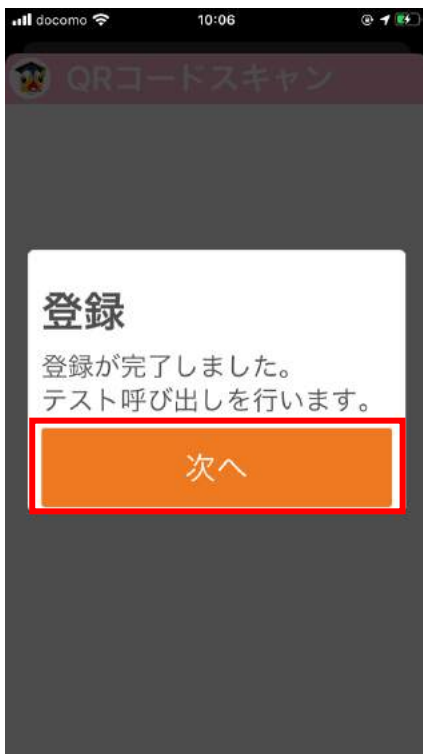 docomo 10:06
QRコードスキャン
登録
登録が完了しました。
テスト呼び出しを行います。
次へ